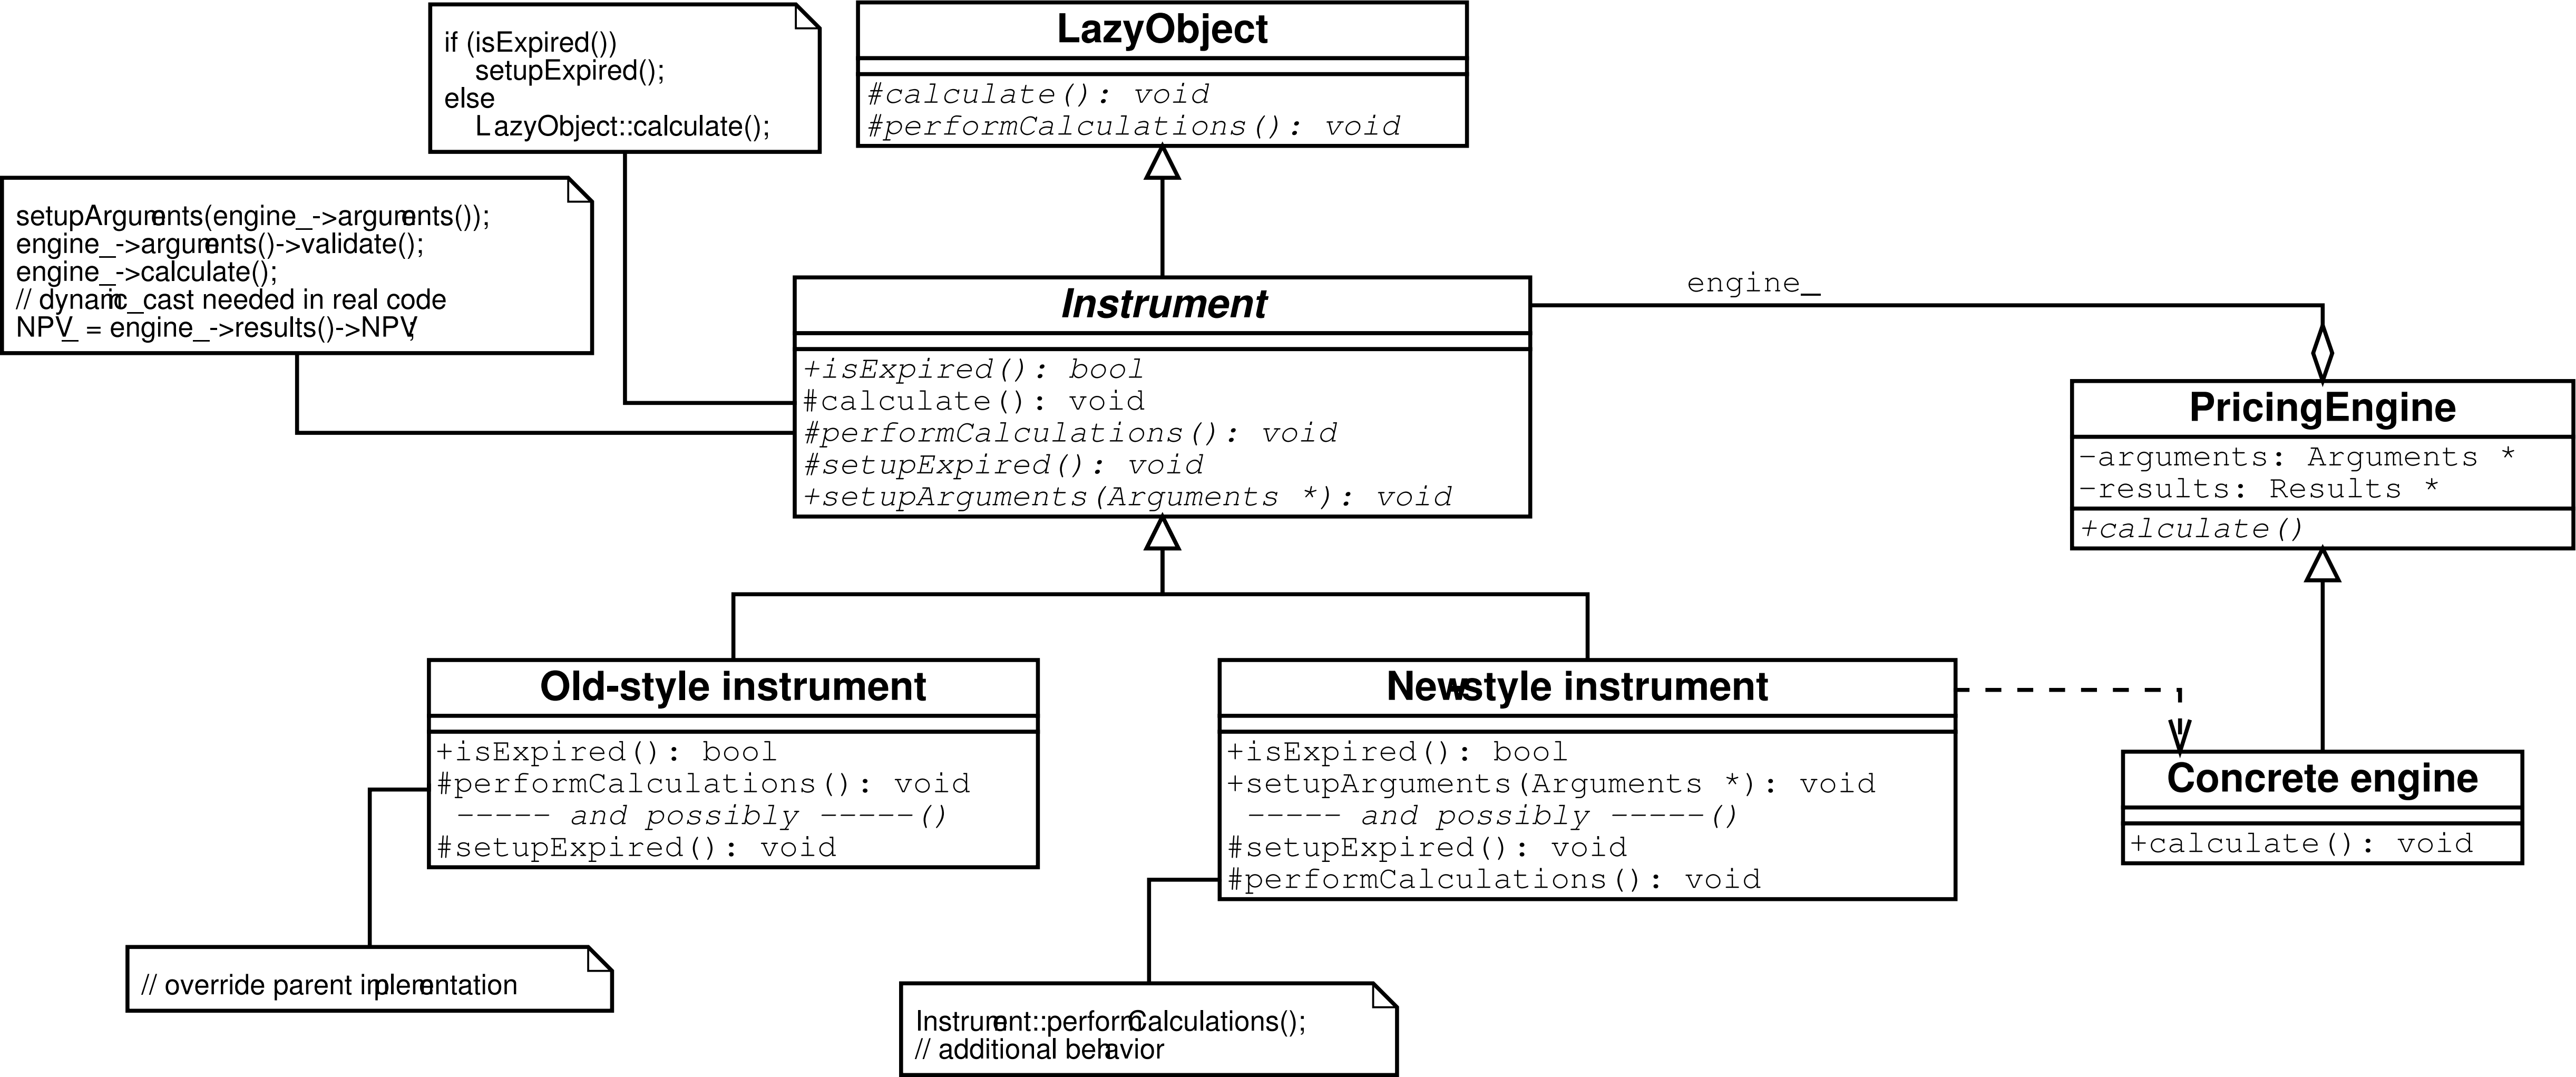 if (isExpired())
setupExpired();
else
LazyObject::calculate();
LazyObject
#calculate(): void
#performCalculations(): void
setupArguments(engine_->arguments());
engine_->arguments()->validate();
engine_->calculate();
// dynamic_cast needed in real code
NPV_ = engine_->results()->NPV;
Instrument
+isExpired(): bool
#calculate(): void
#performCalculations(): void
#setupExpired(): void
+setupArguments(Arguments *): void
engine_
PricingEngine
-arguments: Arguments *
-results: Results *
+calculate()
Old-style instrument
+isExpired(): bool
#performCalculations(): void
----- and possibly -----()
#setupExpired(): void
New-style instrument
+isExpired(): bool
+setupArguments(Arguments *): void
----- and possibly -----()
#setupExpired(): void
#performCalculations(): void
Concrete engine
+calculate(): void
// override parent implementation
Instrument::performCalculations();
// additional behavior